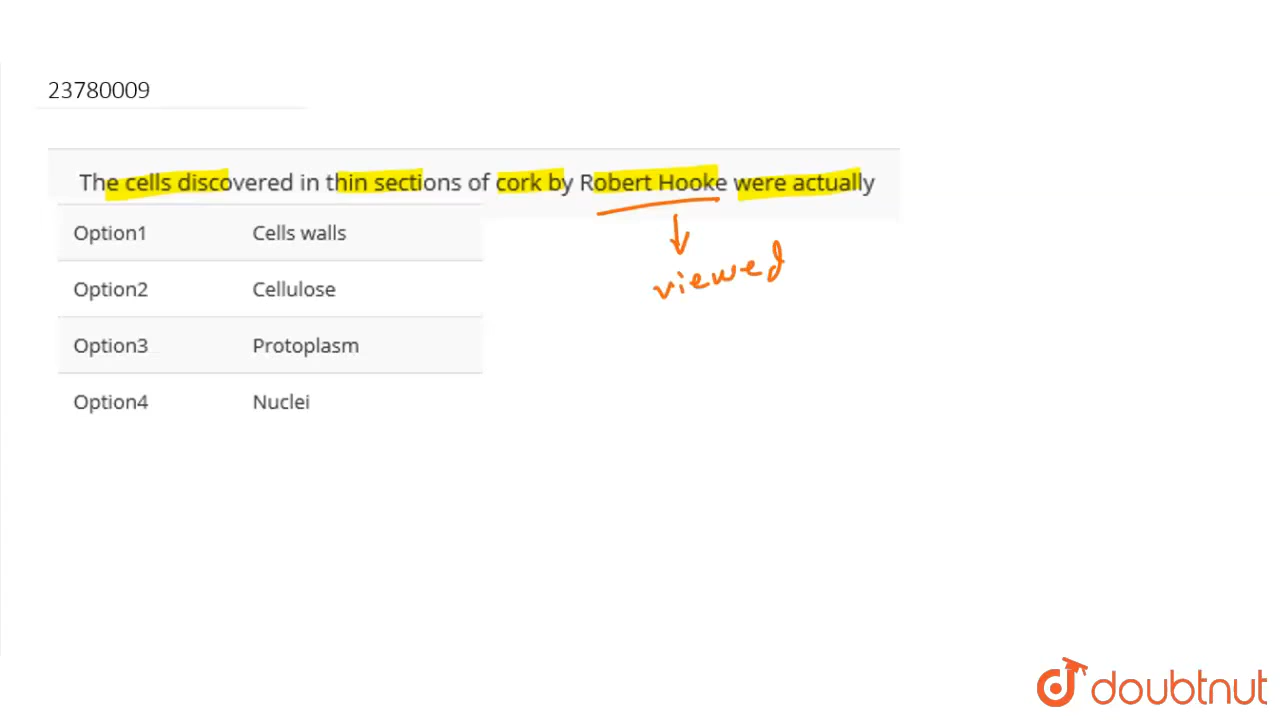 23780009
The cells discovered in thin sections of cork by Robert Hooke were actually
Option1 Cells walls
viewed
Option2 Cellulose
Option3 Protoplasm
Option4 Nuclei
doubtnut